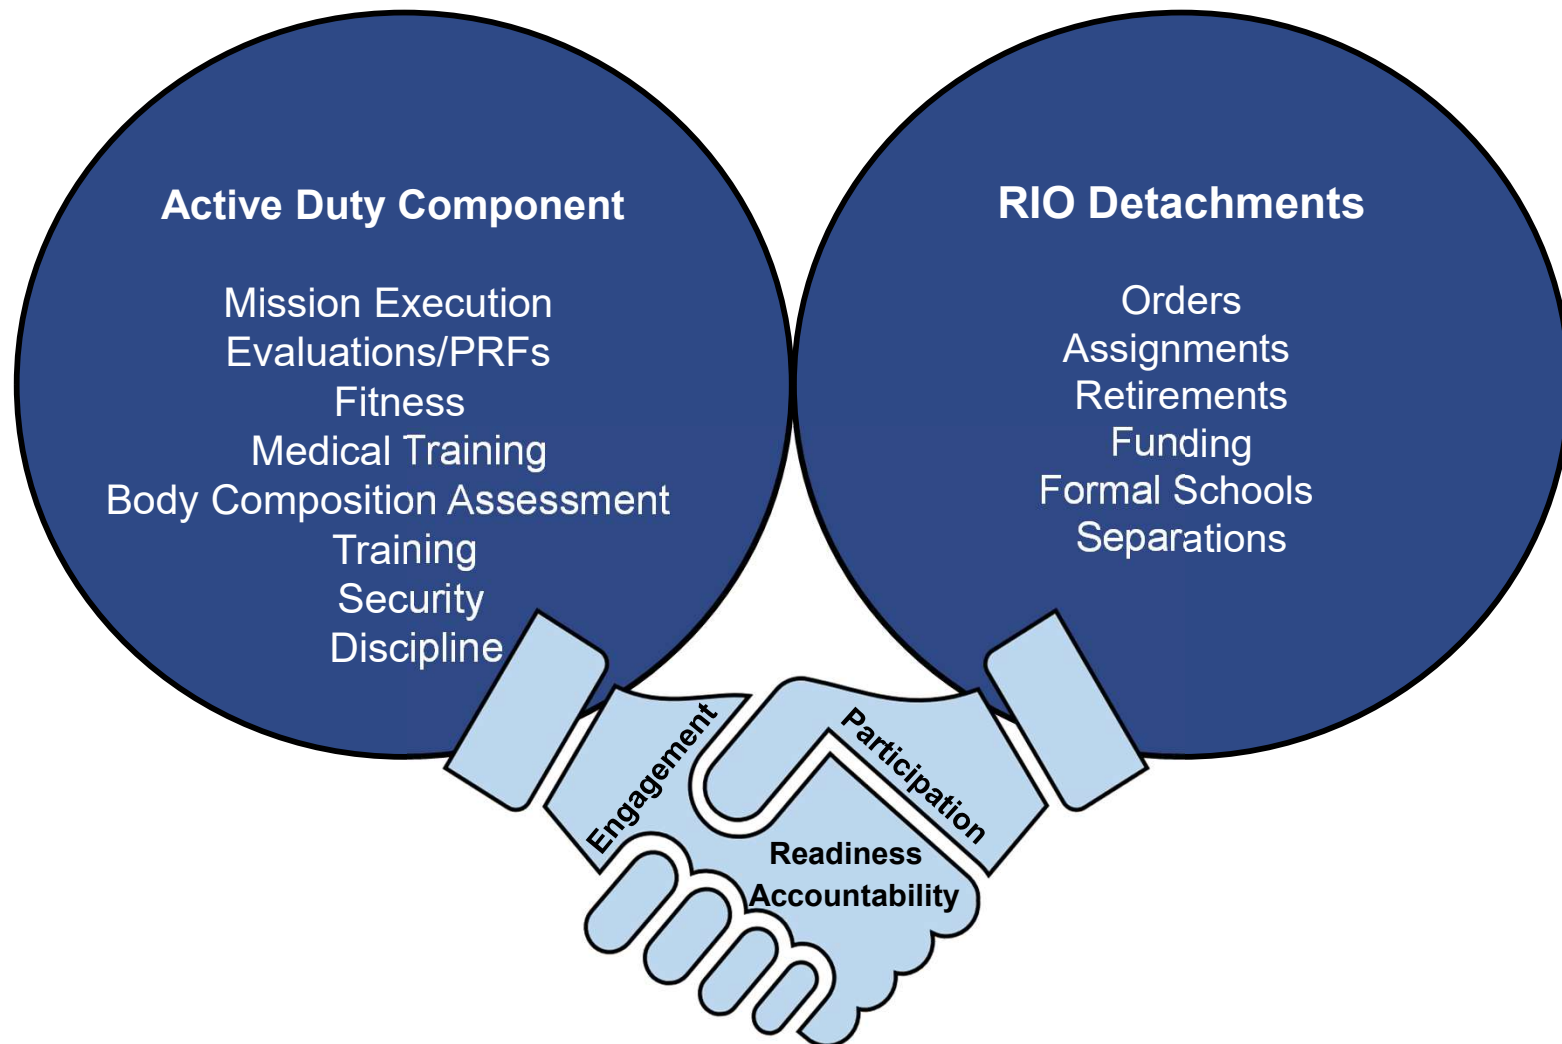 Active Duty Component
Mission Execution
Evaluations/PRFs
Fitness
Medical Training
Body Composition Assessment
Training
Security
Discipline
RIO Detachments
Orders
Assignments
Retirements
Funding
Formal Schools
Separations
Engagement
Participation
Readiness
Accountability